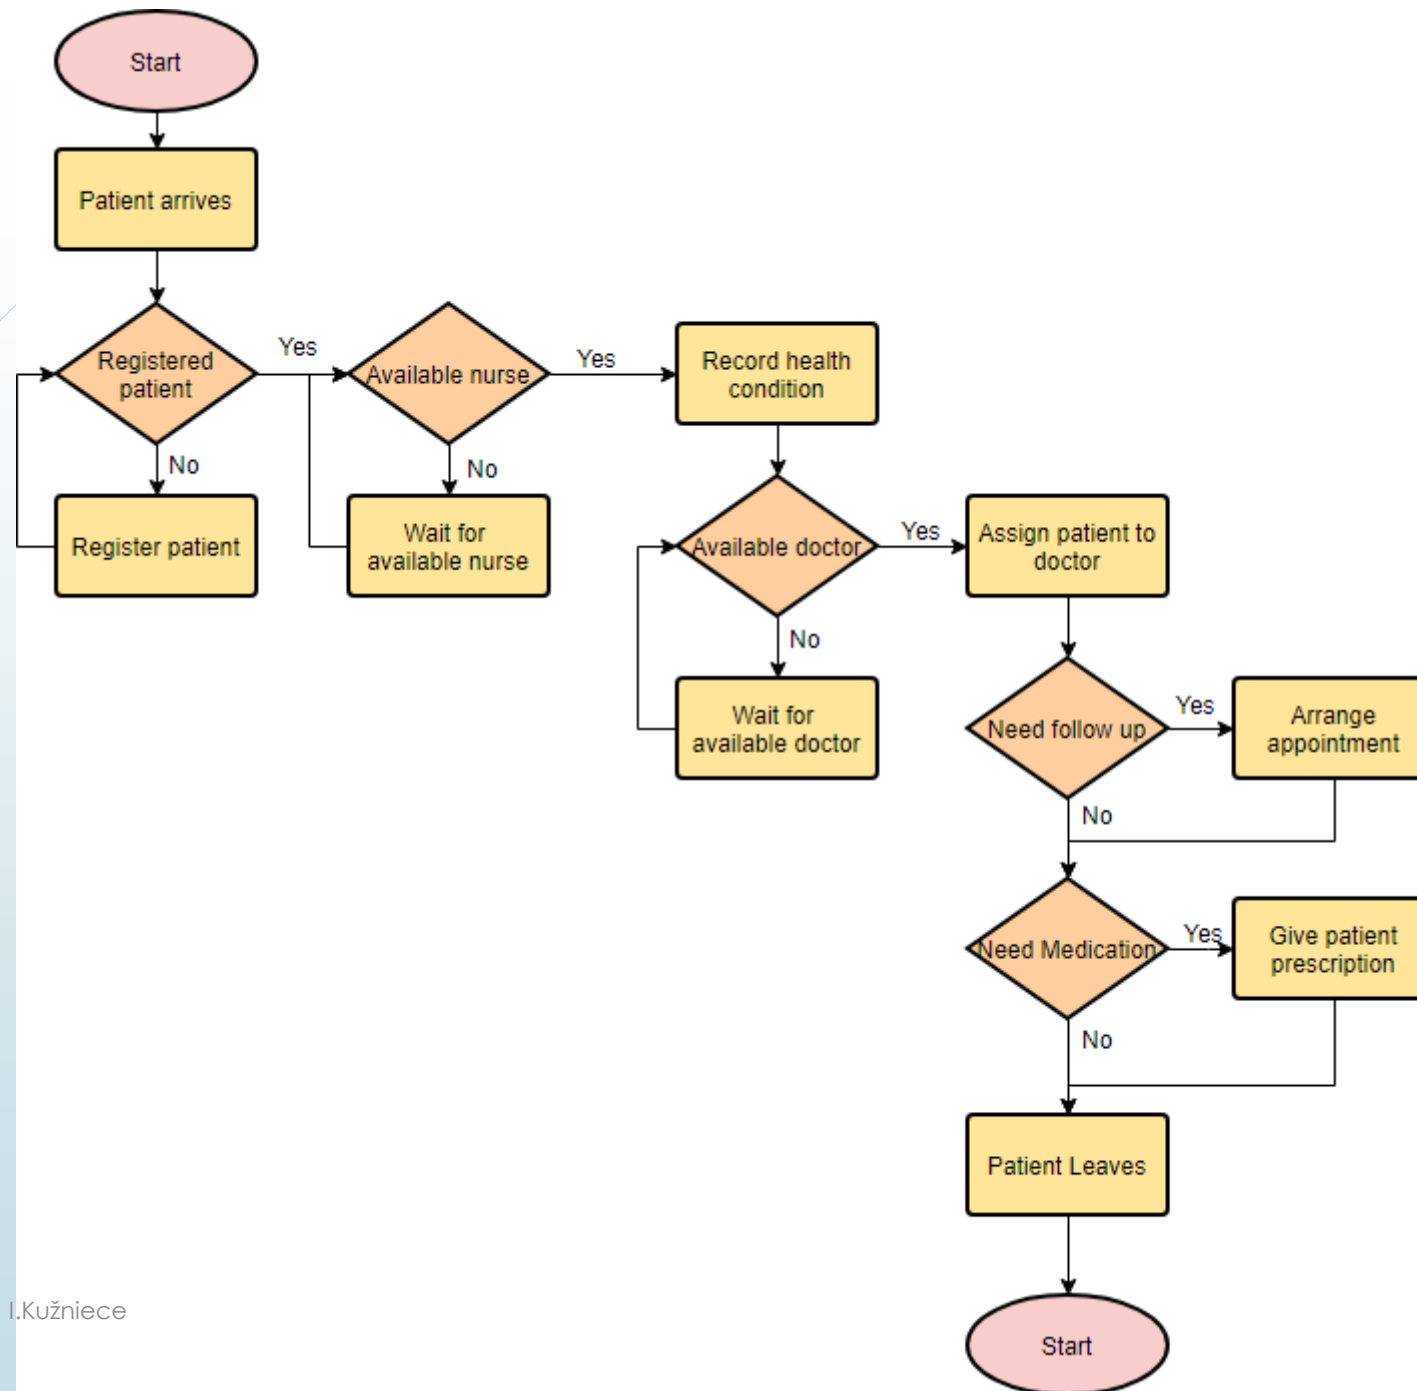 Start
Patient arrives
Registered
patient
Yes
No
Register patient
Available nurse
Yes
No
Wait for
available nurse
Record health
condition
Available doctor
Yes
No
Wait for
available doctor
Assign patient to
doctor
Need follow up
Yes
No
Arrange
appointment
Need Medication
Yes
No
Give patient
prescription
Patient Leaves
Start
I.Kužniece